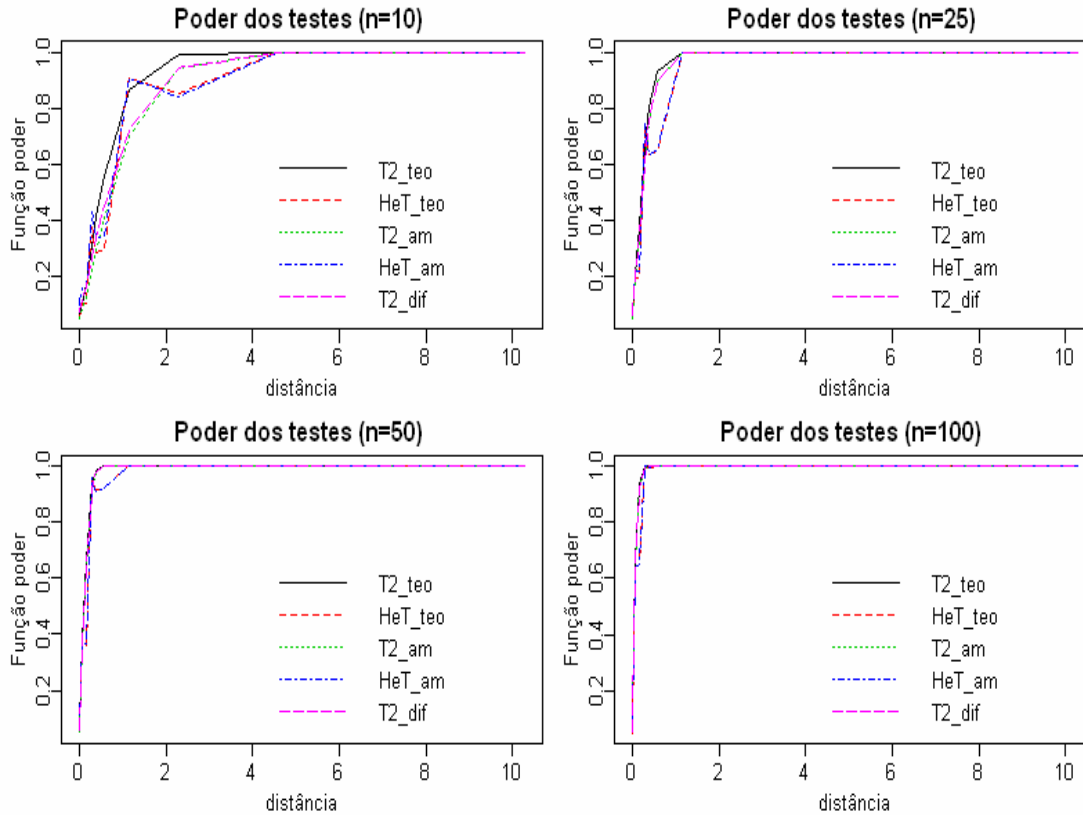 Poder dos testes (n=10)
Função poder
0.2 0.4 0.6 0.8 1.0
T2_teo
HeT_teo
T2_am
HeT_am
T2_dif
0 2 4 6 8 10
distância
Poder dos testes (n=25)
Função poder
0.2 0.4 0.6 0.8 1.0
T2_teo
HeT_teo
T2_am
HeT_am
T2_dif
0 2 4 6 8 10
distância
Poder dos testes (n=50)
Função poder
0.2 0.4 0.6 0.8 1.0
T2_teo
HeT_teo
T2_am
HeT_am
T2_dif
0 2 4 6 8 10
distância
Poder dos testes (n=100)
Função poder
0.2 0.4 0.6 0.8 1.0
T2_teo
HeT_teo
T2_am
HeT_am
T2_dif
0 2 4 6 8 10
distância